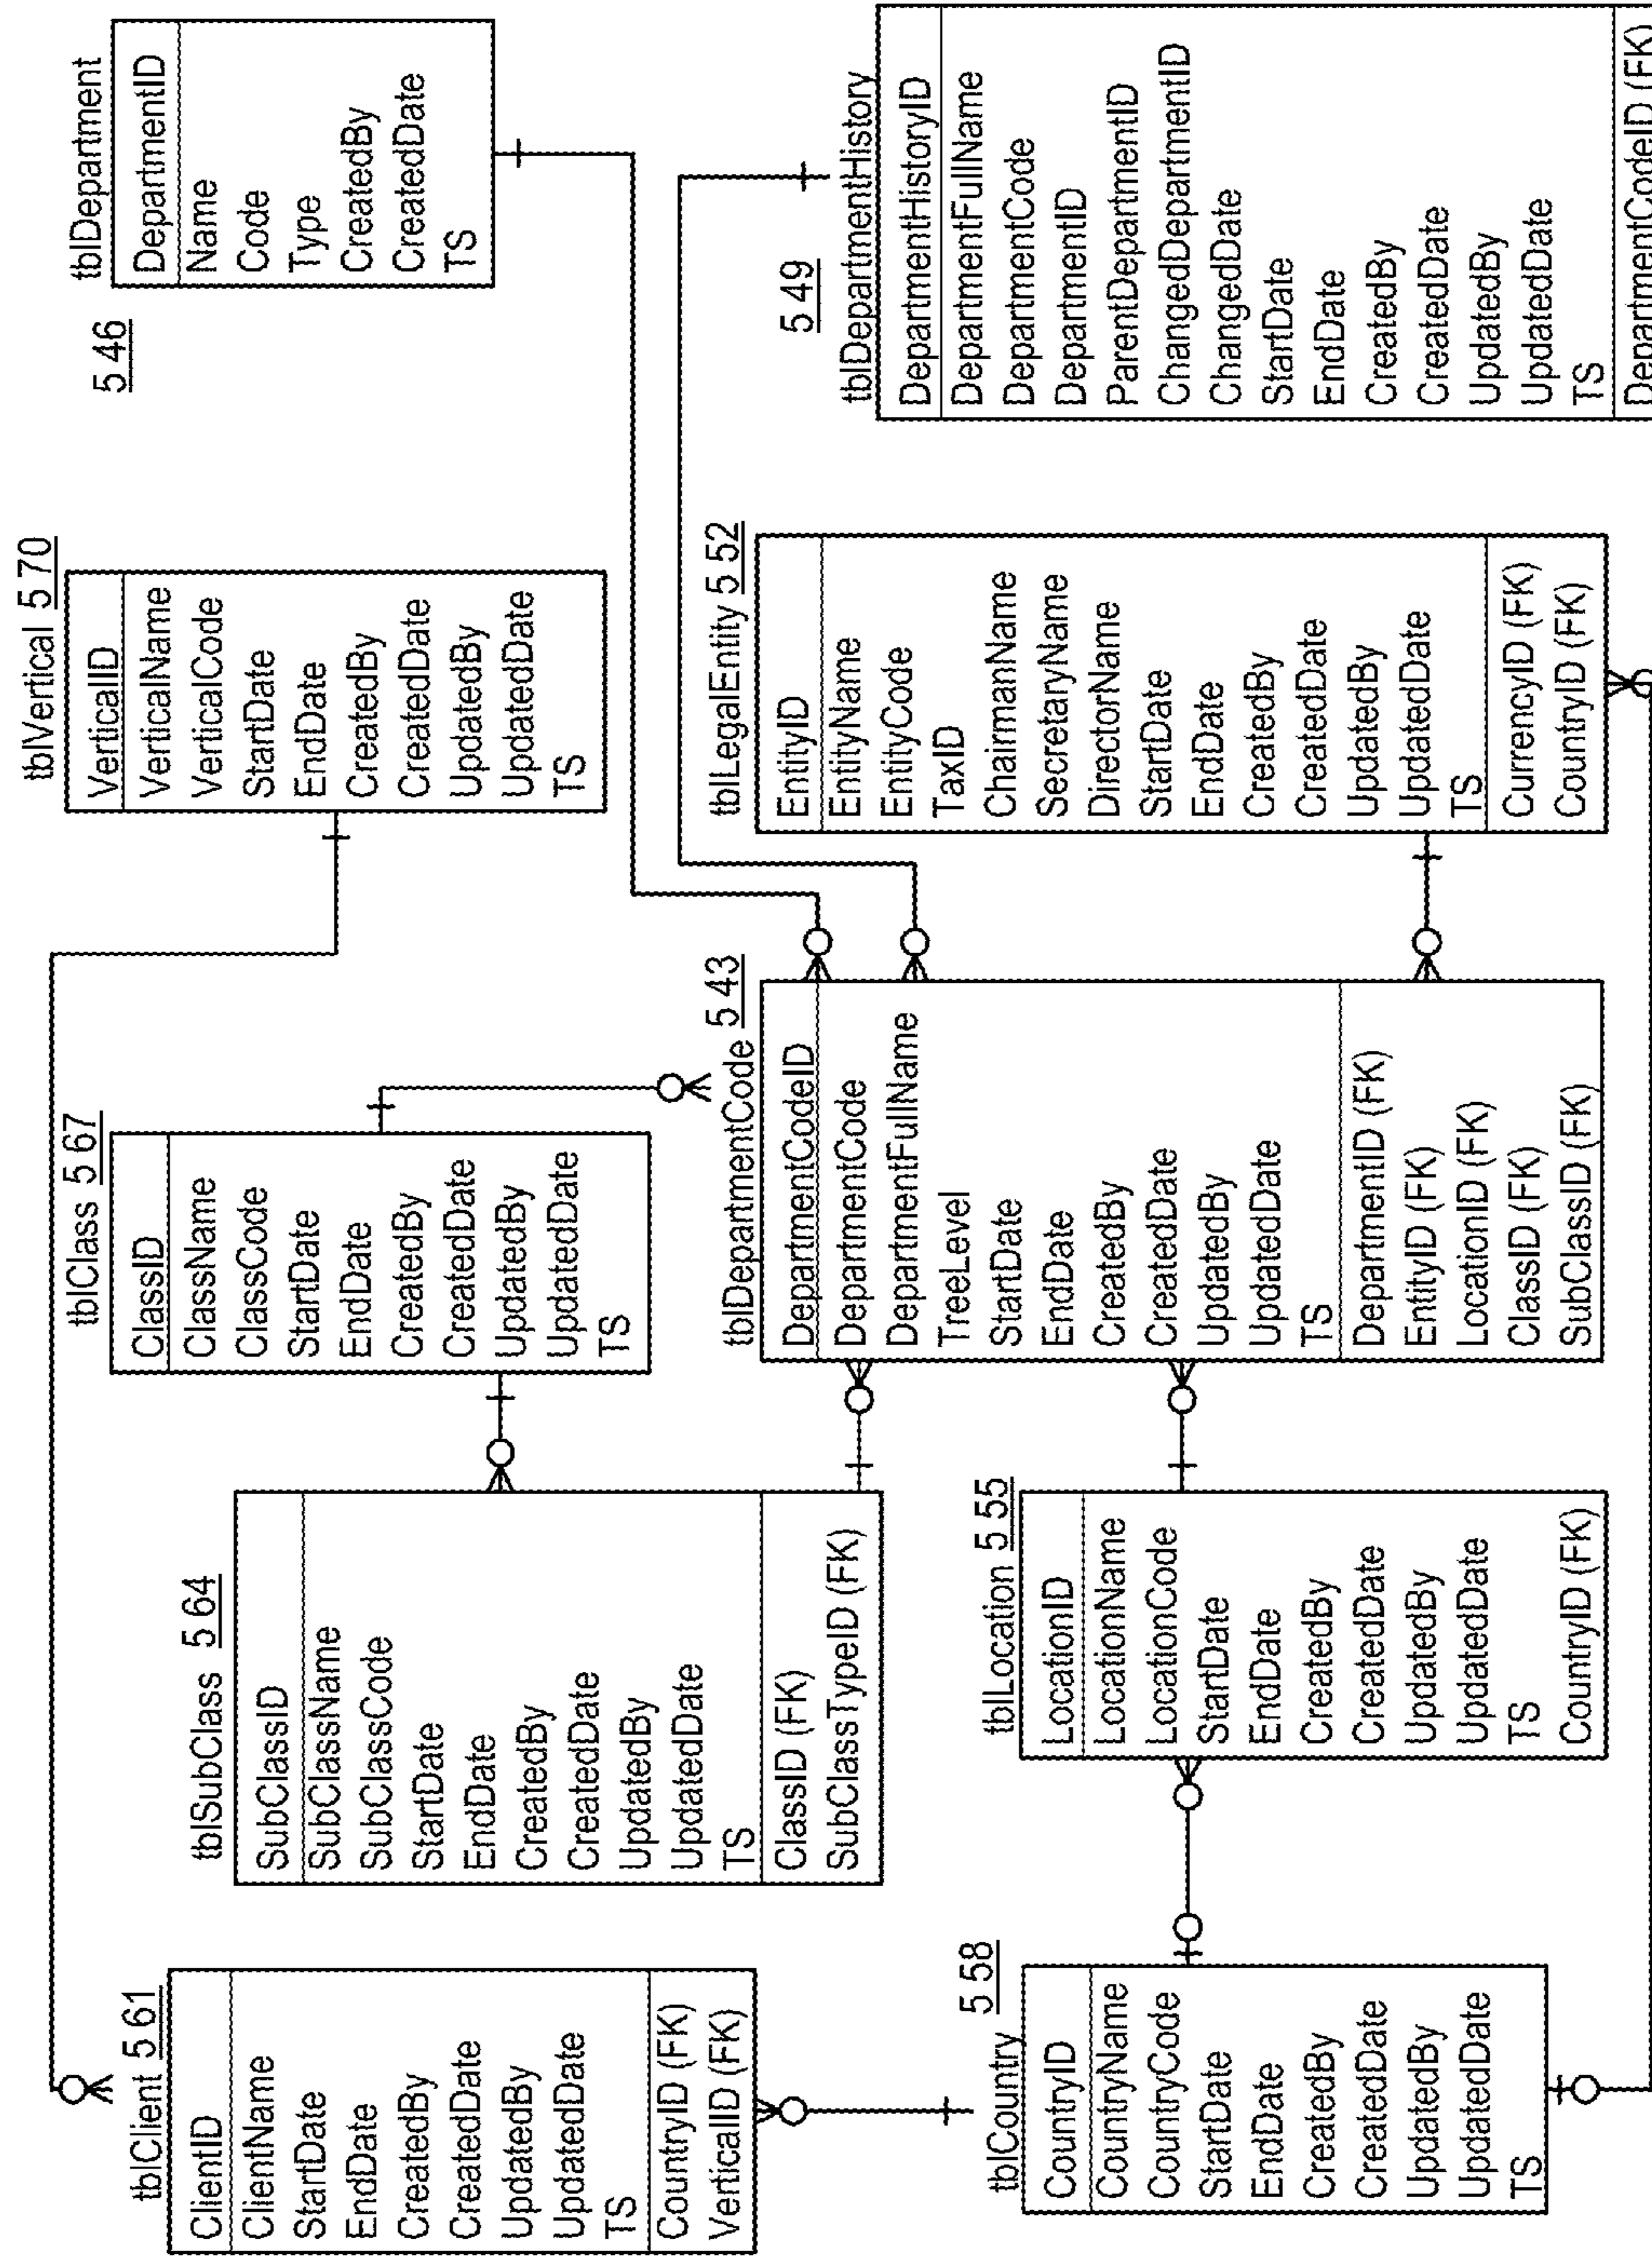 tblClient 5 61
ClientID
ClientName
StartDate
EndDate
CreatedBy
CreatedDate
UpdatedBy
UpdatedDate
TS
CountryID (FK)
VerticalID (FK)
tblSubClass 5 64
SubClassID
SubClassName
SubClassCode
StartDate
EndDate
CreatedBy
CreatedDate
UpdatedBy
UpdatedDate
TS
ClassID (FK)
SubClassTypeID (FK)
tblClass 5 67
ClassID
ClassName
ClassCode
StartDate
EndDate
CreatedBy
CreatedDate
UpdatedBy
UpdatedDate
TS
tblVertical 5 70
VerticalID
VerticalName
VerticalCode
StartDate
EndDate
CreatedBy
CreatedDate
UpdatedBy
UpdatedDate
TS
5 46
tblDepartment
DepartmentID
Name
Code
Type
CreatedBy
CreatedDate
TS
5 58
tblCountry
CountryID
CountryName
CountryCode
StartDate
EndDate
CreatedBy
CreatedDate
UpdatedBy
UpdatedDate
TS
tblLocation 5 55
LocationID
LocationName
LocationCode
StartDate
EndDate
CreatedBy
CreatedDate
UpdatedBy
UpdatedDate
TS
CountryID (FK)
tblDepartmentCode 5 43
DepartmentCodeID
DepartmentCode
DepartmentFullName
TreeLevel
StartDate
EndDate
CreatedBy
CreatedDate
UpdatedBy
UpdatedDate
TS
DepartmentID (FK)
EntityID (FK)
LocationID (FK)
ClassID (FK)
SubClassID (FK)
tblLegalEntity 5 52
EntityID
EntityName
EntityCode
TaxID
ChairmanName
SecretaryName
DirectorName
StartDate
EndDate
CreatedBy
CreatedDate
UpdatedBy
UpdatedDate
TS
CurrencyID (FK)
CountryID (FK)
5 49
tblDepartmentHistory
DepartmentHistoryID
DepartmentFullName
DepartmentCode
DepartmentID
ParentDepartmentID
ChangedDepartmentID
ChangedDate
StartDate
EndDate
CreatedBy
CreatedDate
UpdatedBy
UpdatedDate
TS
DepartmentCodeID (FK)